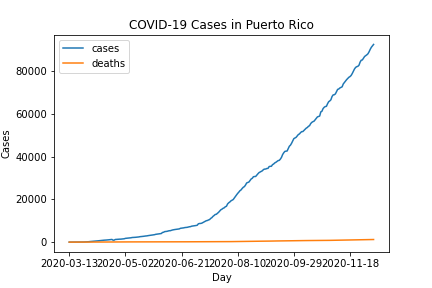 COVID-19 Cases in Puerto Rico
cases
deaths
80000
60000
40000
20000
0
Cases
2020-03-13 2020-05-02 2020-06-21 2020-08-10 2020-09-29 2020-11-18
Day